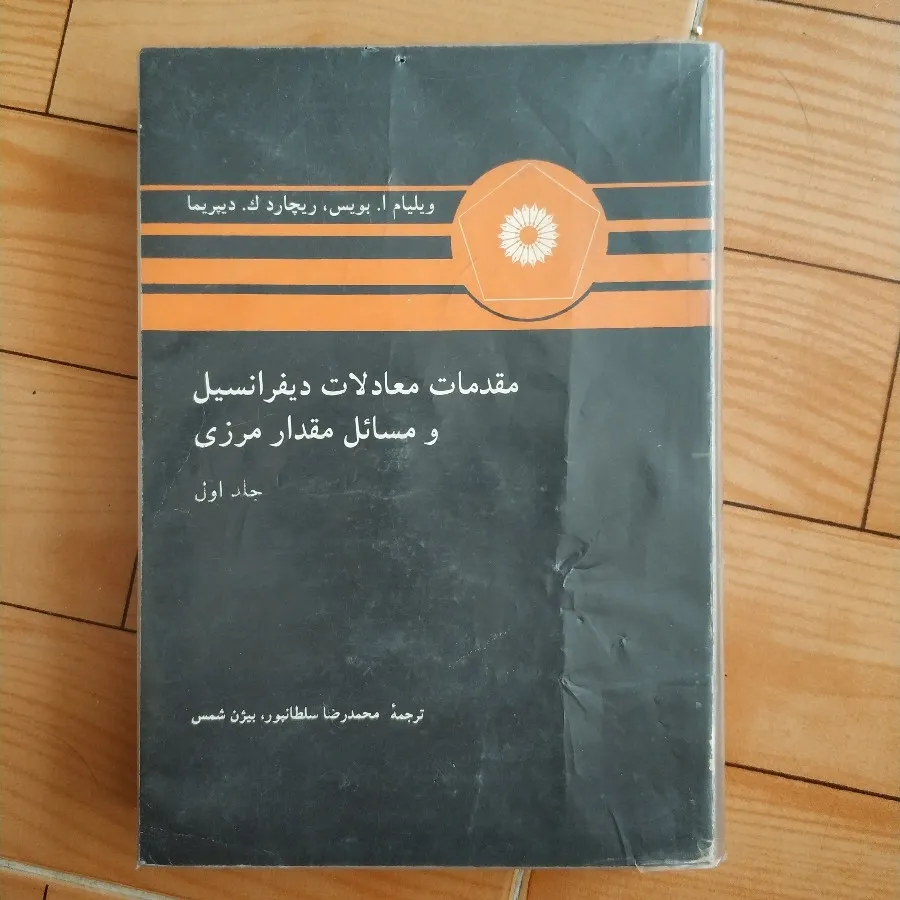 ویلیام ا. بویس، ریچارد ك. دیپریما
مقدمات معادلات دیفرانسیل
و مسائل مقدار مرزی
جلد اول
ترجمهٔ محمدرضا سلطانپور، بیژن شمس